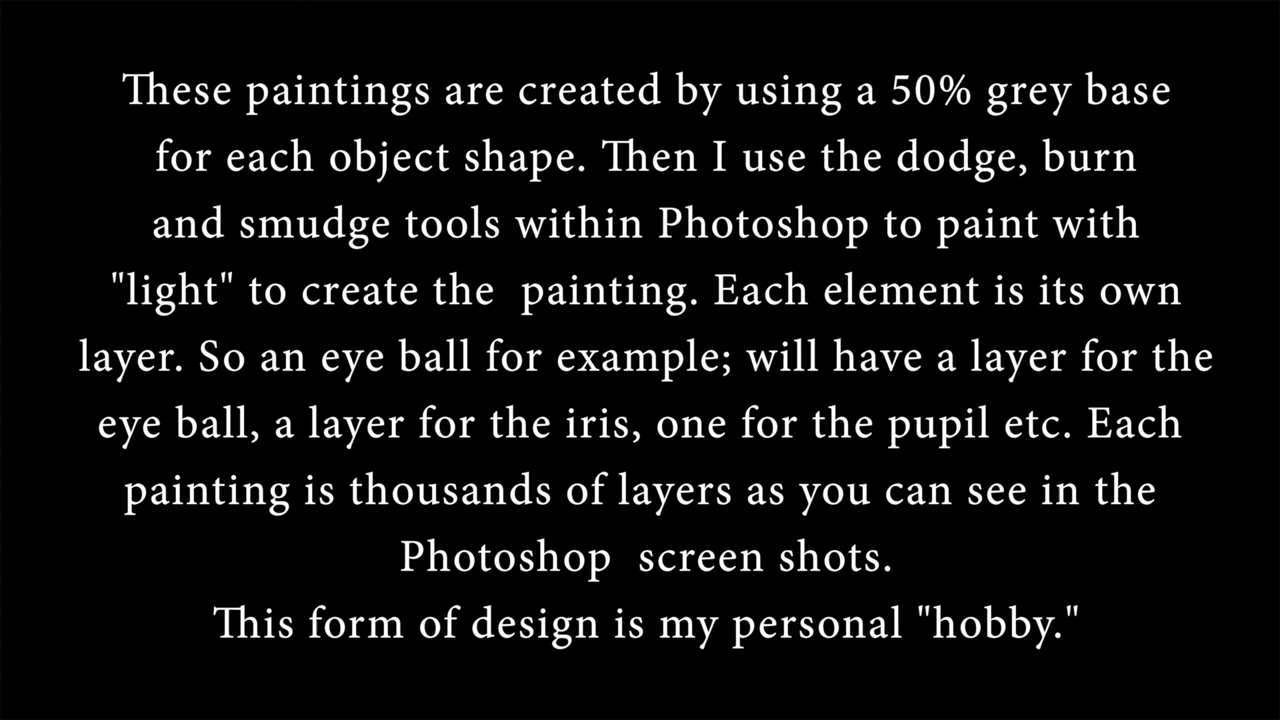 These paintings are created by using a 50% grey base
for each object shape. Then I use the dodge, burn
and smudge tools within Photoshop to paint with
"light" to create the  painting. Each element is its own
layer. So an eye ball for example; will have a layer for the
eye ball, a layer for the iris, one for the pupil etc. Each
painting is thousands of layers as you can see in the
Photoshop  screen shots.
This form of design is my personal "hobby."